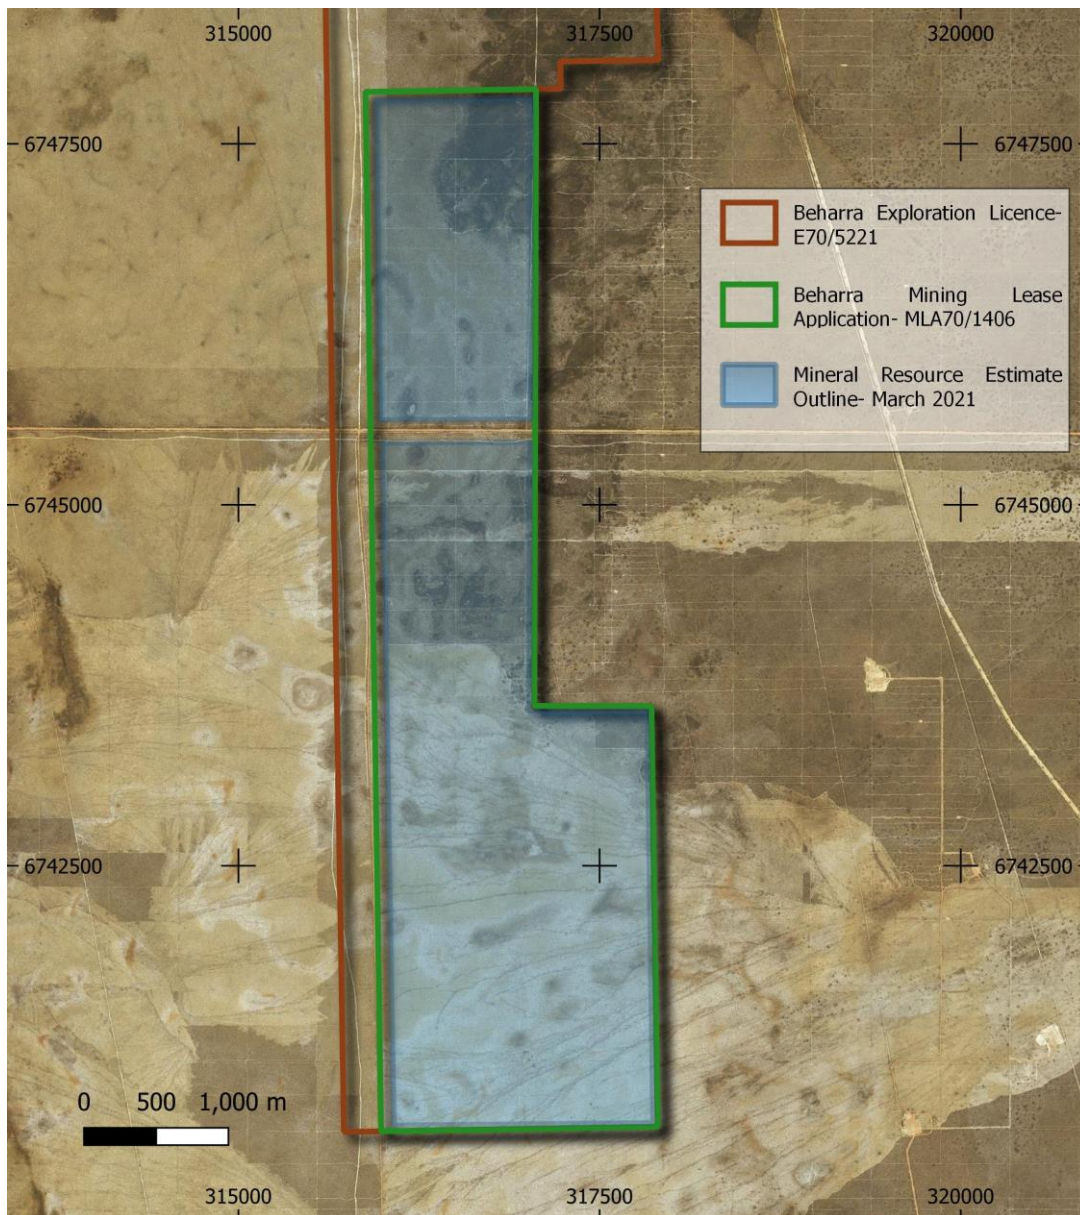 315000 317500 320000
6747500 6747500
Beharra Exploration Licence-
E70/5221
Beharra Mining Lease
Application- MLA70/1406
Mineral Resource Estimate
Outline- March 2021
6745000 6745000
6742500 6742500
0 500 1,000 m
315000 317500 320000